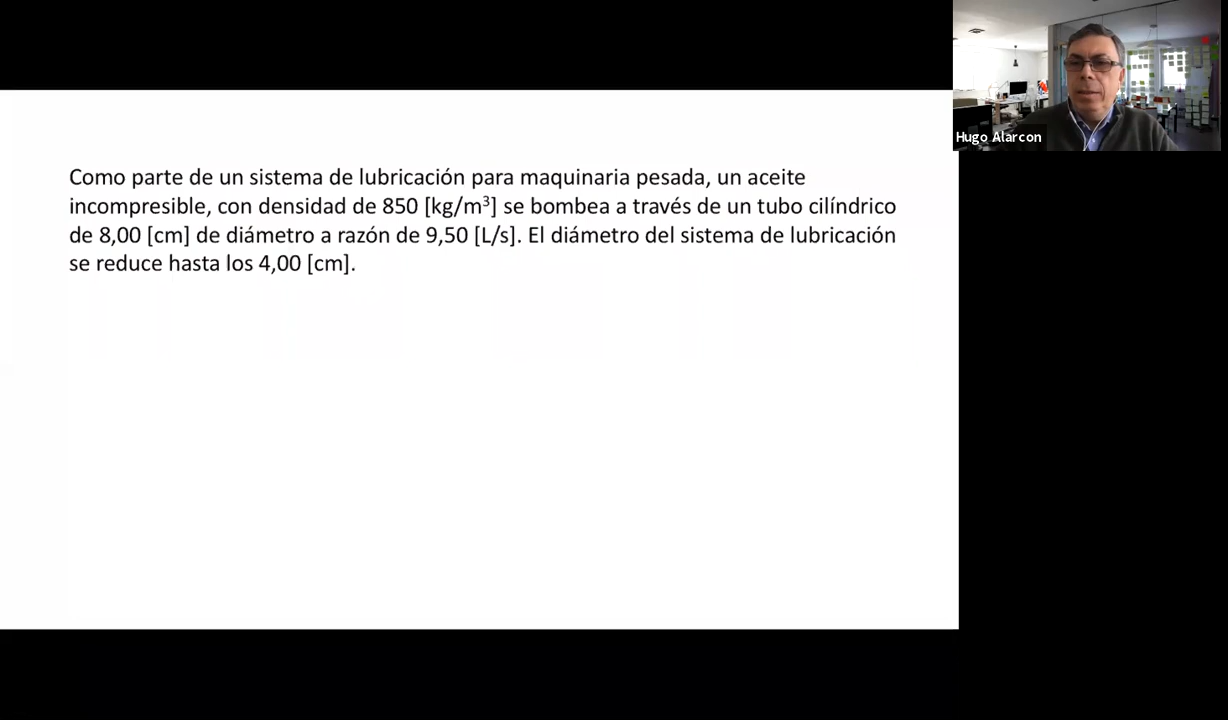 Como parte de un sistema de lubricación para maquinaria pesada, un aceite
incompresible, con densidad de 850 [kg/m³] se bombea a través de un tubo cilíndrico
de 8,00 [cm] de diámetro a razón de 9,50 [L/s]. El diámetro del sistema de lubricación
se reduce hasta los 4,00 [cm].
Hugo Alarcon